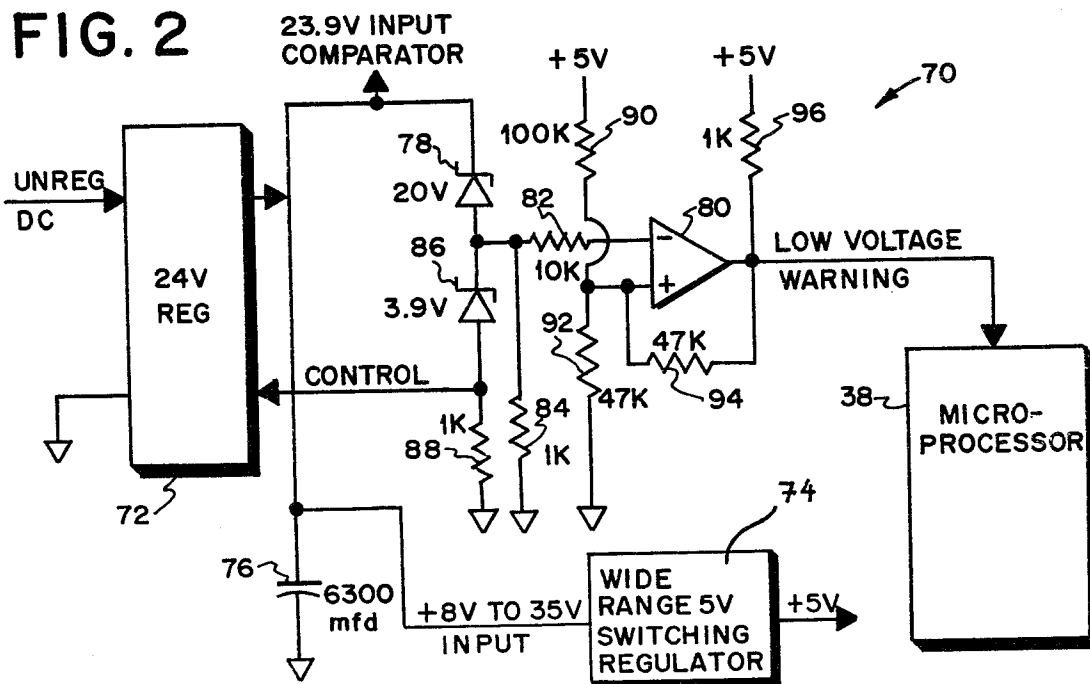 FIG. 2
23.9V INPUT
COMPARATOR
+5V
+5V
70
UNREG
DC
24V
REG
72
78
20V
86
3.9V
CONTROL
1K
88
84
1K
82
10K
100K
90
80
−
+
92
47K
47K
94
1K
96
LOW VOLTAGE
WARNING
38
MICRO-
PROCESSOR
76
6300
mfd
+8V TO 35V
INPUT
74
WIDE
RANGE 5V
SWITCHING
REGULATOR
+5V